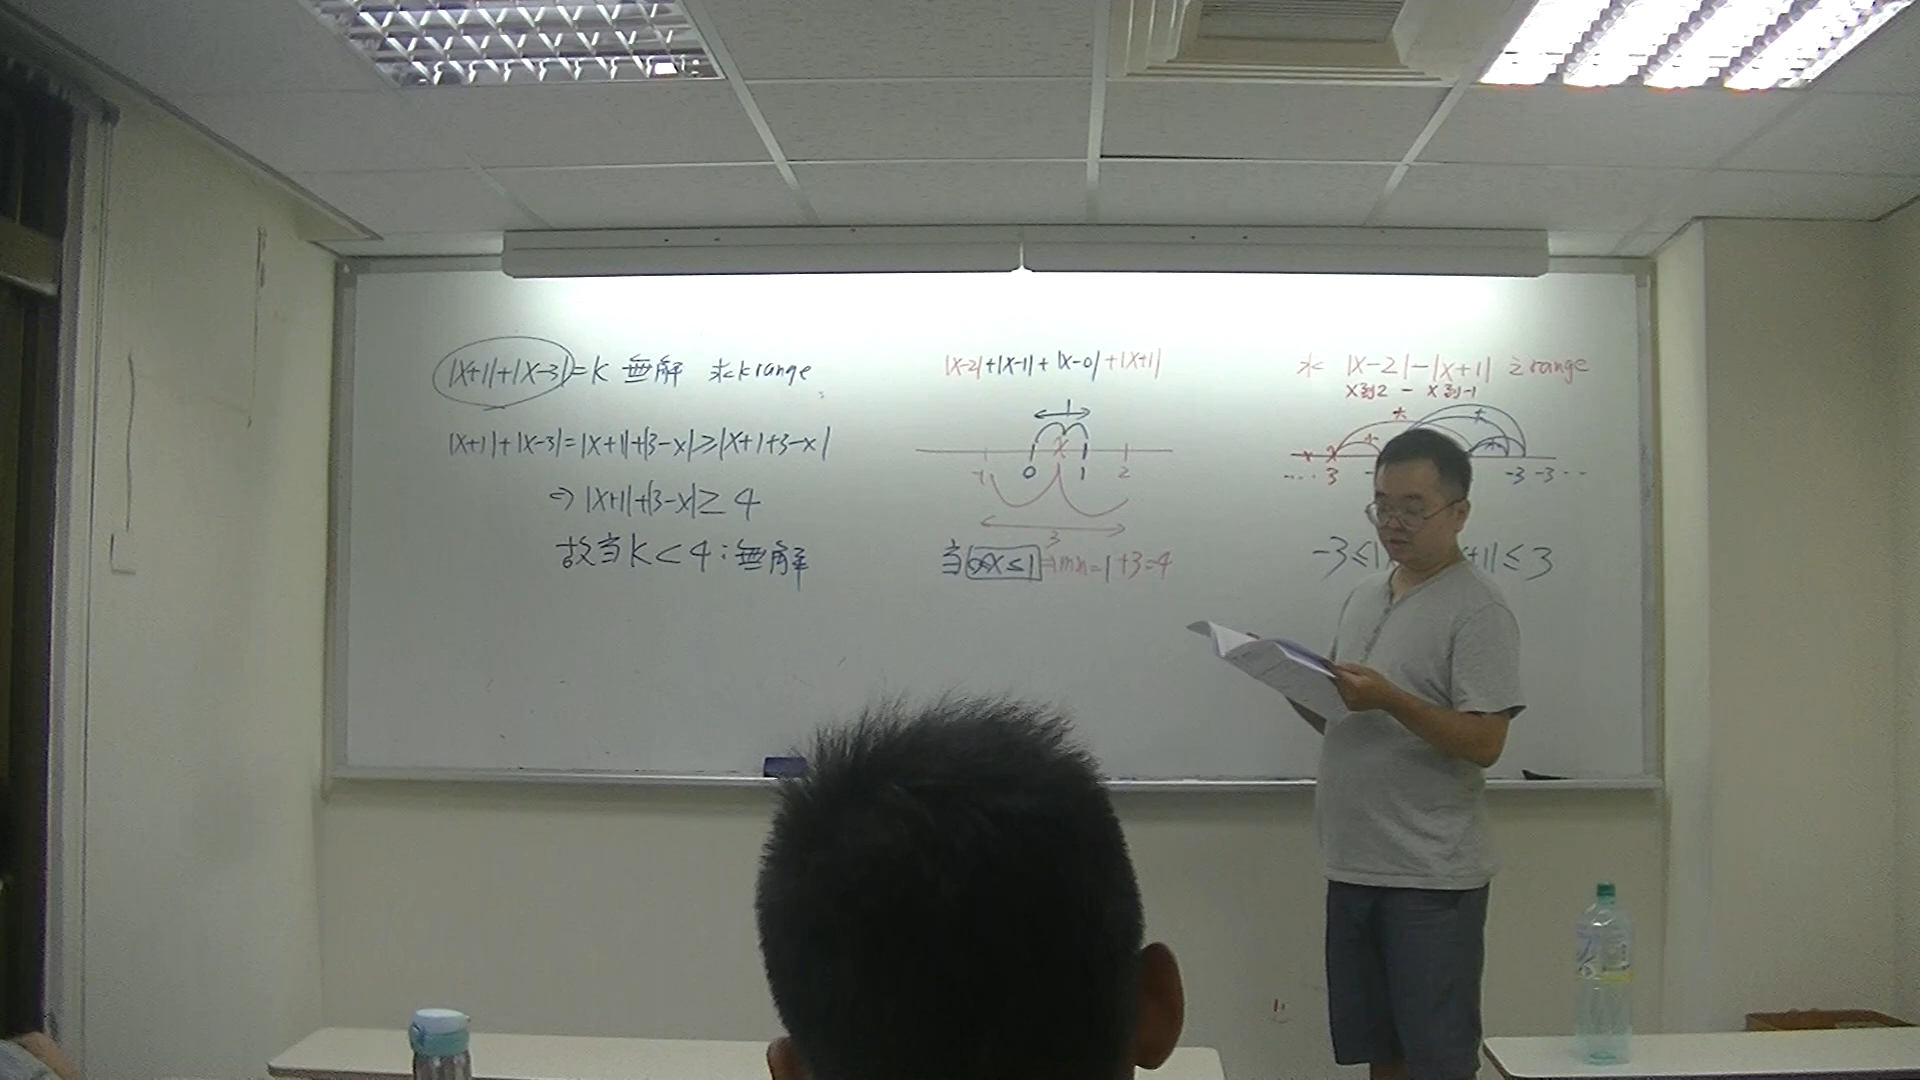 |x+1|+|x-3|=k 無解 求k range
|x+1|+|x-3|=|x+1|+|3-x|≥|x+1+3-x|
⇒|x+1|+|3-x|≥4
故当k<4:無解
|x-2|+|x-1|+|x-0|+|x+1|
1
x
-1 0 1 2
3
当0≤x≤1⇒min=1+3=4
求 |x-2|-|x+1| 之range
x到2 - x到-1
x x
.... 3 -3 -3 ...
-3≤| x+1|≤3